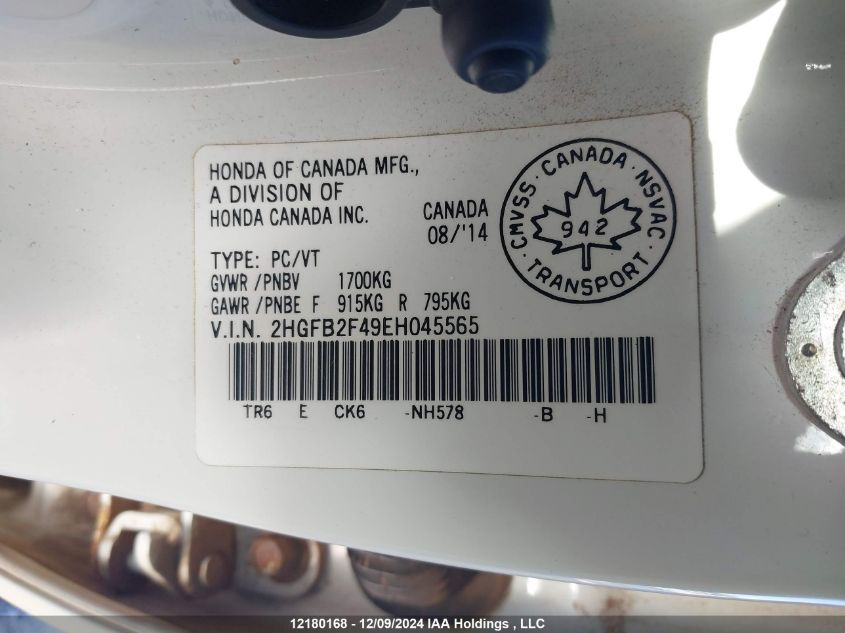 HONDA OF CANADA MFG.,
A DIVISION OF
HONDA CANADA INC.
CANADA
08/'14
CMVSS · CANADA · NSVAC
942
· TRANSPORT ·
TYPE: PC/VT
GVWR /PNBV 1700KG
GAWR /PNBE F 915KG R 795KG
V.I.N. 2HGFB2F49EH045565
TR6 E CK6 -NH578 -B -H
12180168 - 12/09/2024 IAA Holdings , LLC